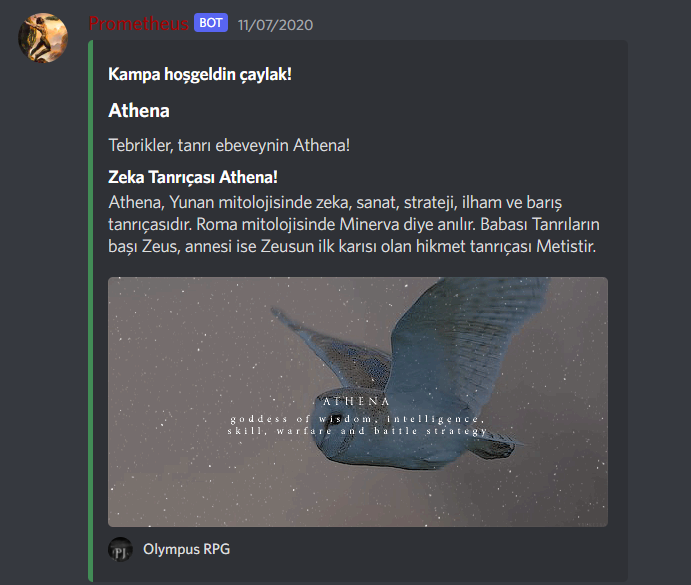 Prometheus BOT 11/07/2020
Kampa hoşgeldin çaylak!
Athena
Tebrikler, tanrı ebeveynin Athena!
Zeka Tanrıçası Athena!
Athena, Yunan mitolojisinde zeka, sanat, strateji, ilham ve barış
tanrıçasıdır. Roma mitolojisinde Minerva diye anılır. Babası Tanrıların
başı Zeus, annesi ise Zeusun ilk karısı olan hikmet tanrıçası Metistir.
ATHENA
goddess of wisdom, intelligence,
skill, warfare and battle strategy
PJ
Olympus RPG